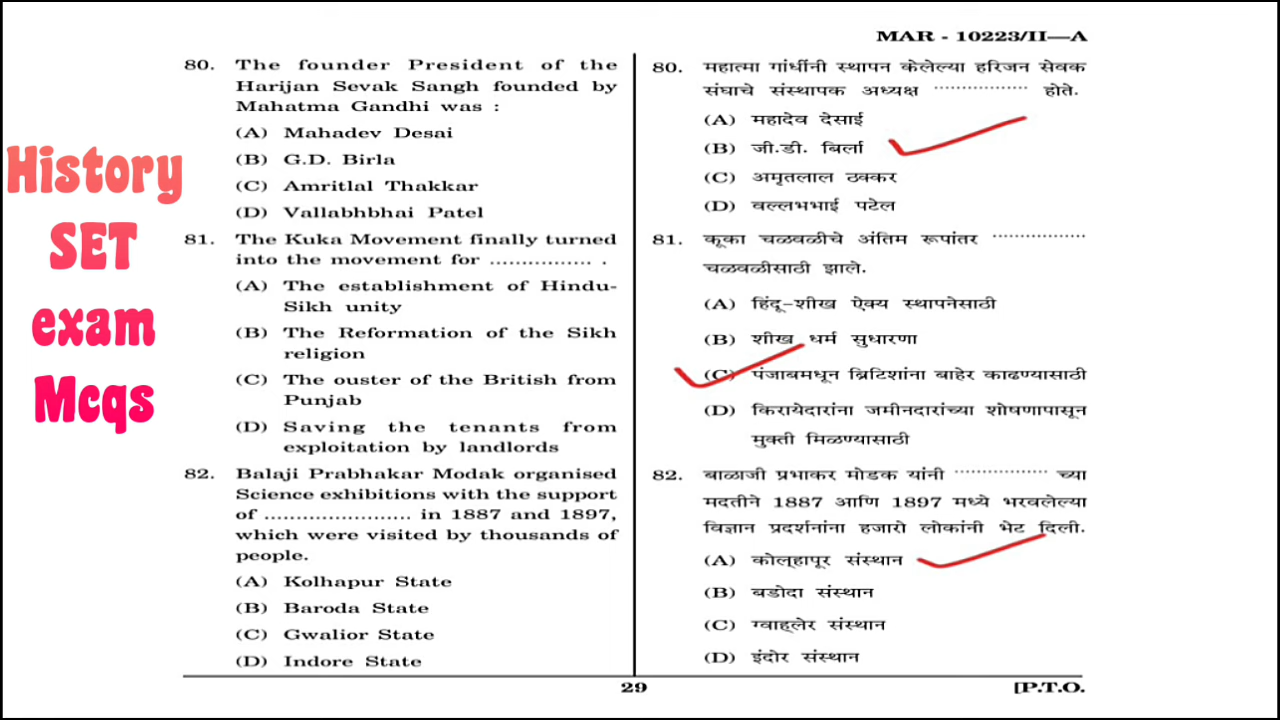 History
SET
exam
Mcqs
MAR - 10223/II—A
80. The founder President of the
Harijan Sevak Sangh founded by
Mahatma Gandhi was :
(A) Mahadev Desai
(B) G.D. Birla
(C) Amritlal Thakkar
(D) Vallabhbhai Patel
81. The Kuka Movement finally turned
into the movement for ................ .
(A) The establishment of Hindu-
Sikh unity
(B) The Reformation of the Sikh
religion
(C) The ouster of the British from
Punjab
(D) Saving the tenants from
exploitation by landlords
82. Balaji Prabhakar Modak organised
Science exhibitions with the support
of ....................... in 1887 and 1897,
which were visited by thousands of
people.
(A) Kolhapur State
(B) Baroda State
(C) Gwalior State
(D) Indore State
80. महात्मा गांधींनी स्थापन केलेल्या हरिजन सेवक
संघाचे संस्थापक अध्यक्ष .................. होते.
(A) महादेव देसाई
(B) जी.डी. बिर्ला
(C) अमृतलाल ठक्कर
(D) वल्लभभाई पटेल
81. कूका चळवळीचे अंतिम रूपांतर ..................
चळवळीसाठी झाले.
(A) हिंदू-शीख ऐक्य स्थापनेसाठी
(B) शीख धर्म सुधारणा
(C) पंजाबमधून ब्रिटिशांना बाहेर काढण्यासाठी
(D) किरायेदारांना जमीनदारांच्या शोषणापासून
मुक्ती मिळण्यासाठी
82. बाळाजी प्रभाकर मोडक यांनी .................. च्या
मदतीने 1887 आणि 1897 मध्ये भरवलेल्या
विज्ञान प्रदर्शनांना हजारो लोकांनी भेट दिली.
(A) कोल्हापूर संस्थान
(B) बडोदा संस्थान
(C) ग्वाल्हेर संस्थान
(D) इंदोर संस्थान
29
[P.T.O.